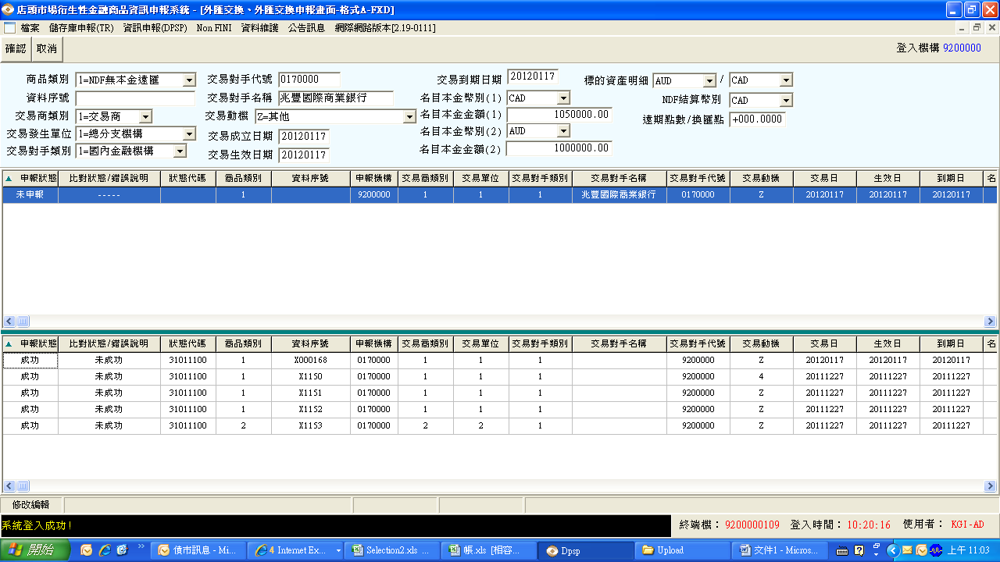 店頭市場衍生性金融商品資訊申報系統 - [外匯交換、外匯交換申報畫面-格式A-FXD]
檔案 儲存庫申報(TR) 資訊申報(DPSP) Non FINI 資料維護 公告訊息 網際網路版本[2.19-0111]
確認 取消 登入機構 9200000
商品類別 1=NDF無本金遠匯 交易對手代號 0170000 交易到期日期 20120117 標的資產明細 AUD / CAD
資料序號 交易對手名稱 兆豐國際商業銀行 名目本金幣別(1) CAD NDF結算幣別 CAD
交易商類別 1=交易商 交易動機 Z=其他 名目本金金額(1) 1050000.00 遠期點數/換匯點 +000.0000
交易發生單位 1=總分支機構 交易成立日期 20120117 名目本金幣別(2) AUD
交易對手類別 1=國內金融機構 交易生效日期 20120117 名目本金金額(2) 1000000.00
申報狀態 比對狀態/錯誤說明 狀態代碼 商品類別 資料序號 申報機構 交易商類別 交易單位 交易對手類別 交易對手名稱 交易對手代號 交易動機 交易日 生效日 到期日 名
未申報 ----- 1 9200000 1 1 1 兆豐國際商業銀行 0170000 Z 20120117 20120117 20120117
申報狀態 比對狀態/錯誤說明 狀態代碼 商品類別 資料序號 申報機構 交易商類別 交易單位 交易對手類別 交易對手名稱 交易對手代號 交易動機 交易日 生效日 到期日 名
成功 未成功 31011100 1 X000168 0170000 1 1 1 9200000 Z 20120117 20120117 20120117
成功 未成功 31011100 1 X1150 0170000 1 1 1 9200000 4 20111227 20111227 20111227
成功 未成功 31011100 1 X1151 0170000 1 1 1 9200000 Z 20111227 20111227 20111227
成功 未成功 31011100 1 X1152 0170000 1 1 1 9200000 Z 20111227 20111227 20111227
成功 未成功 31011100 2 X1153 0170000 2 2 1 9200000 Z 20111227 20111227 20111227
修改編輯
系統登入成功! 終端機: 9200000109 登入時間: 10:20:16 使用者: KGI-AD
開始 債市訊息 - Mi... 4 Internet Ex... Selection2.xls ... 帳.xls [相容... Dpsp Upload 文件1 - Micros... 上午 11:03